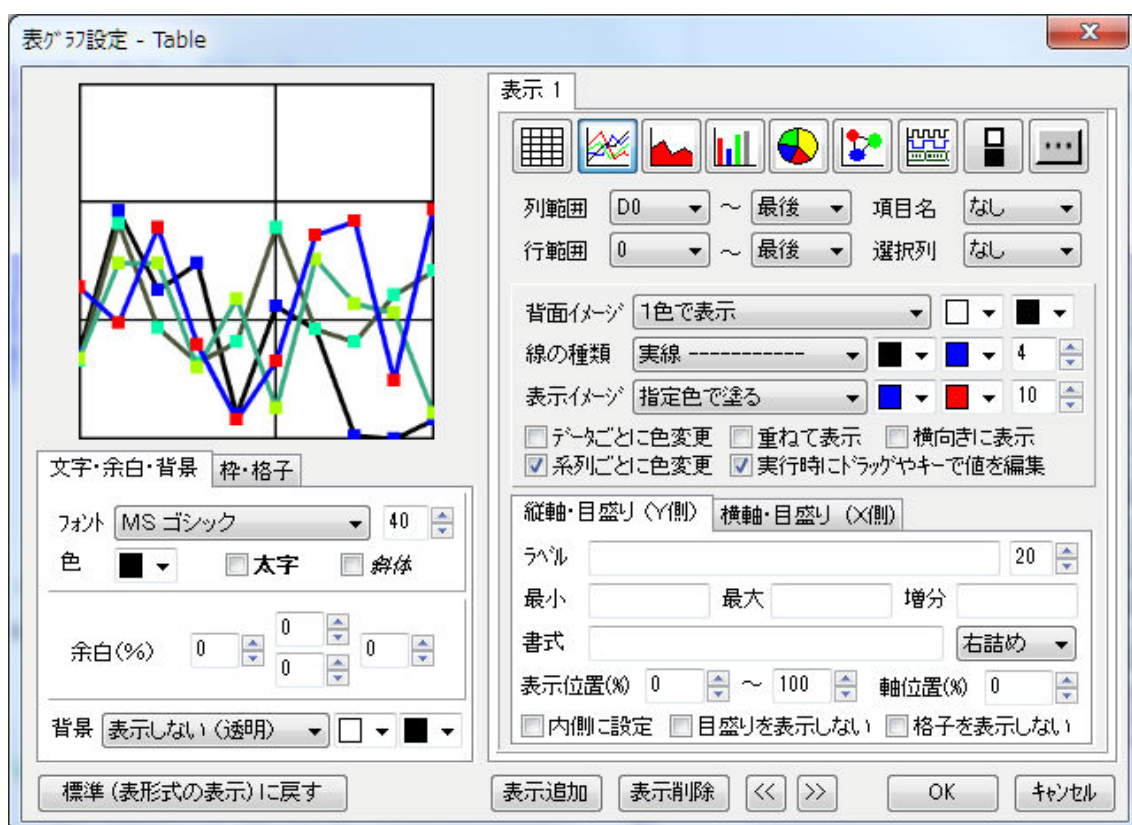 表グラフ設定 - Table
表示 1
列範囲 D0 ～ 最後 項目名 なし
行範囲 0 ～ 最後 選択列 なし
背面イメージ 1色で表示
線の種類 実線 ----------- 4
表示イメージ 指定色で塗る 10
データごとに色変更 重ねて表示 横向きに表示
系列ごとに色変更 実行時にドラッグやキーで値を編集
文字・余白・背景 枠・格子
フォント MS ゴシック 40
色 太字 斜体
余白(%) 0 0 0 0
背景 表示しない (透明)
縦軸・目盛り (Y側) 横軸・目盛り (X側)
ラベル 20
最小 最大 増分
書式 右詰め
表示位置(%) 0 ～ 100 軸位置(%) 0
内側に設定 目盛りを表示しない 格子を表示しない
標準 (表形式の表示) に戻す 表示追加 表示削除 << >> OK キャンセル